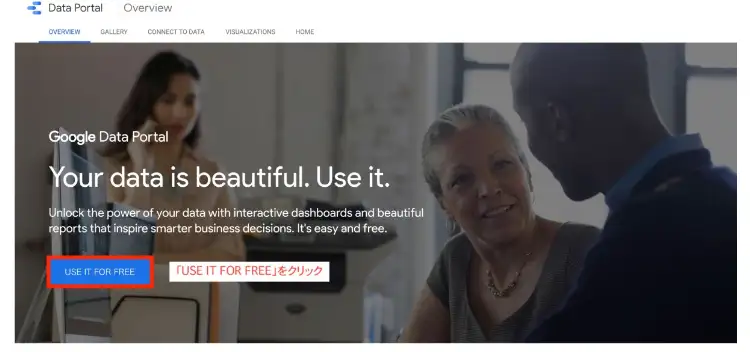 Data Portal Overview
OVERVIEW GALLERY CONNECT TO DATA VISUALIZATIONS HOME
Google Data Portal
Your data is beautiful. Use it.
Unlock the power of your data with interactive dashboards and beautiful
reports that inspire smarter business decisions. It's easy and free.
USE IT FOR FREE 「USE IT FOR FREE」をクリック